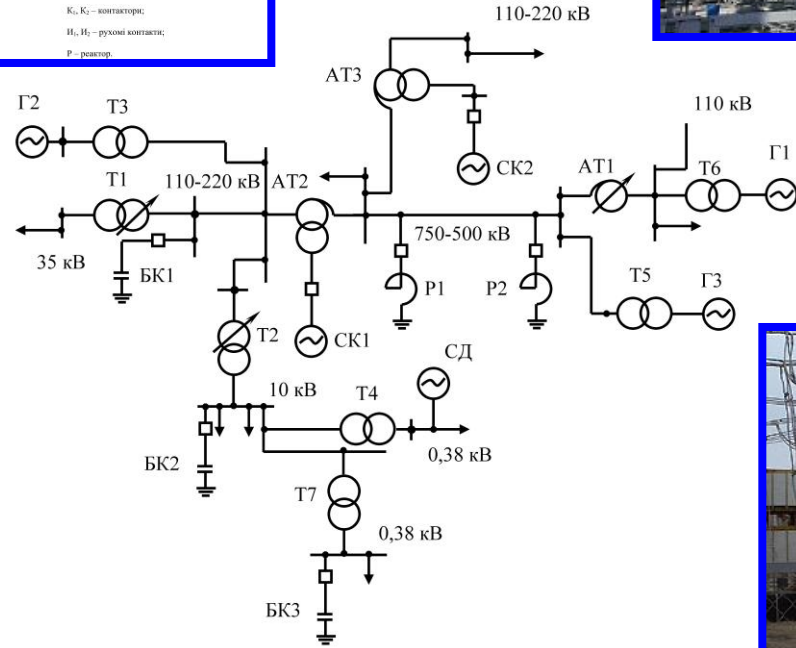 К₁, К₂ – контактори;
И₁, И₂ – рухомі контакти;
Р – реактор.
110-220 кВ
АТ3
Г2
Т3
110 кВ
СК2
АТ1
Т6
Г1
Т1
110-220 кВ
АТ2
35 кВ
БК1
750-500 кВ
Р1
Р2
Т5
Г3
Т2
СК1
СД
10 кВ
Т4
0,38 кВ
БК2
Т7
0,38 кВ
БК3